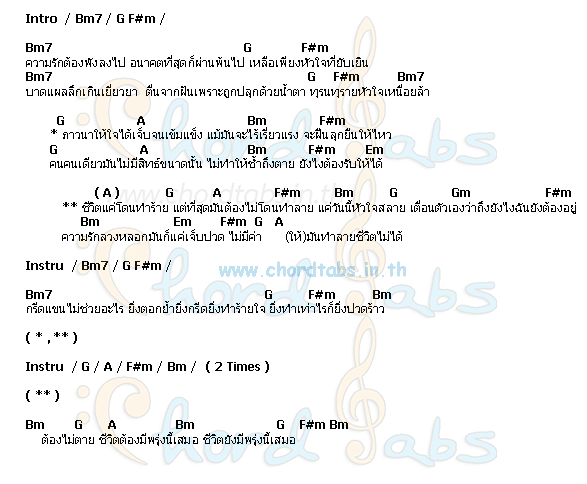 Intro / Bm7 / G F#m /
Bm7 G F#m
ความรักต้องพังลงไป อนาคตที่สุดก็ผ่านพ้นไป เหลือเพียงหัวใจที่ยับเยิน
Bm7 G F#m Bm7
บาดแผลลึกเกินเยียวยา ตื่นจากฝันเพราะถูกปลุกด้วยน้ำตา ทุรนทุรายหัวใจเหนื่อยล้า
G A Bm F#m
* ภาวนาให้ใจได้เจ็บจนเข้มแข็ง แม้มันจะไร้เรี่ยวแรง จะฝืนลุกยืนให้ไหว
G A Bm F#m Em
คนคนเดียวมันไม่มีสิทธ์ขนาดนั้น ไม่ทำให้ช้ำถึงตาย ยังไงต้องรับให้ได้
( A ) G A F#m Bm G Gm F#m
** ชีวิตแค่โดนทำร้าย แต่ที่สุดมันต้องไม่โดนทำลาย แค่วันนี้หัวใจสลาย เตือนตัวเองว่าถึงยังไงฉันยังต้องอยู่
Bm Em F#m G A
ความรักลวงหลอกมันก็แค่เจ็บปวด ไม่มีค่า (ให้)มันทำลายชีวิตไม่ได้
Instru / Bm7 / G F#m /
www.chordtabs.in.th
Bm7 G F#m Bm
กรีดแขนไม่ช่วยอะไร ยิ่งตอกย้ำยิ่งกรีดยิ่งทำร้ายใจ ยิ่งทำเท่าไรก็ยิ่งปวดร้าว
( * , ** )
Instru / G / A / F#m / Bm / ( 2 Times )
( ** )
Bm G A Bm G F#m Bm
ต้องไม่ตาย ชีวิตต้องมีพรุ่งนี้เสมอ ชีวิตยังมีพรุ่งนี้เสมอ